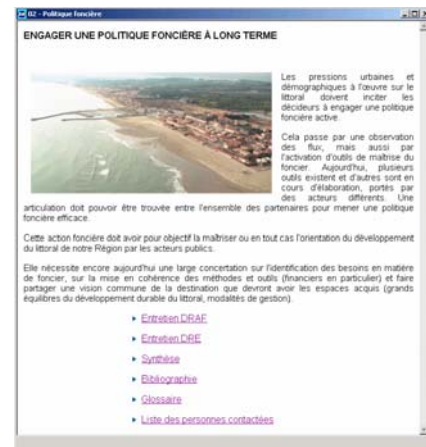 02 - Politique foncière
ENGAGER UNE POLITIQUE FONCIÈRE À LONG TERME
Les pressions urbaines et
démographiques à l'œuvre sur le
littoral doivent inciter les
décideurs à engager une politique
foncière active.
Cela passe par une observation
des flux, mais aussi par
l'activation d'outils de maîtrise du
foncier. Aujourd'hui, plusieurs
outils existent et d'autres sont en
cours d'élaboration, portés par
des acteurs différents. Une
articulation doit pouvoir être trouvée entre l'ensemble des partenaires pour mener une politique
foncière efficace.
Cette action foncière doit avoir pour objectif la maîtriser ou en tout cas l'orientation du développement
du littoral de notre Région par les acteurs publics.
Elle nécessite encore aujourd'hui une large concertation sur l'identification des besoins en matière
de foncier, sur la mise en cohérence des méthodes et outils (financiers en particulier) et faire
partager une vision commune de la destination que devront avoir les espaces acquis (grands
équilibres du développement durable du littoral, modalités de gestion).
Entretien DRAF
Entretien DRE
Synthèse
Bibliographie
Glossaire
Liste des personnes contactées